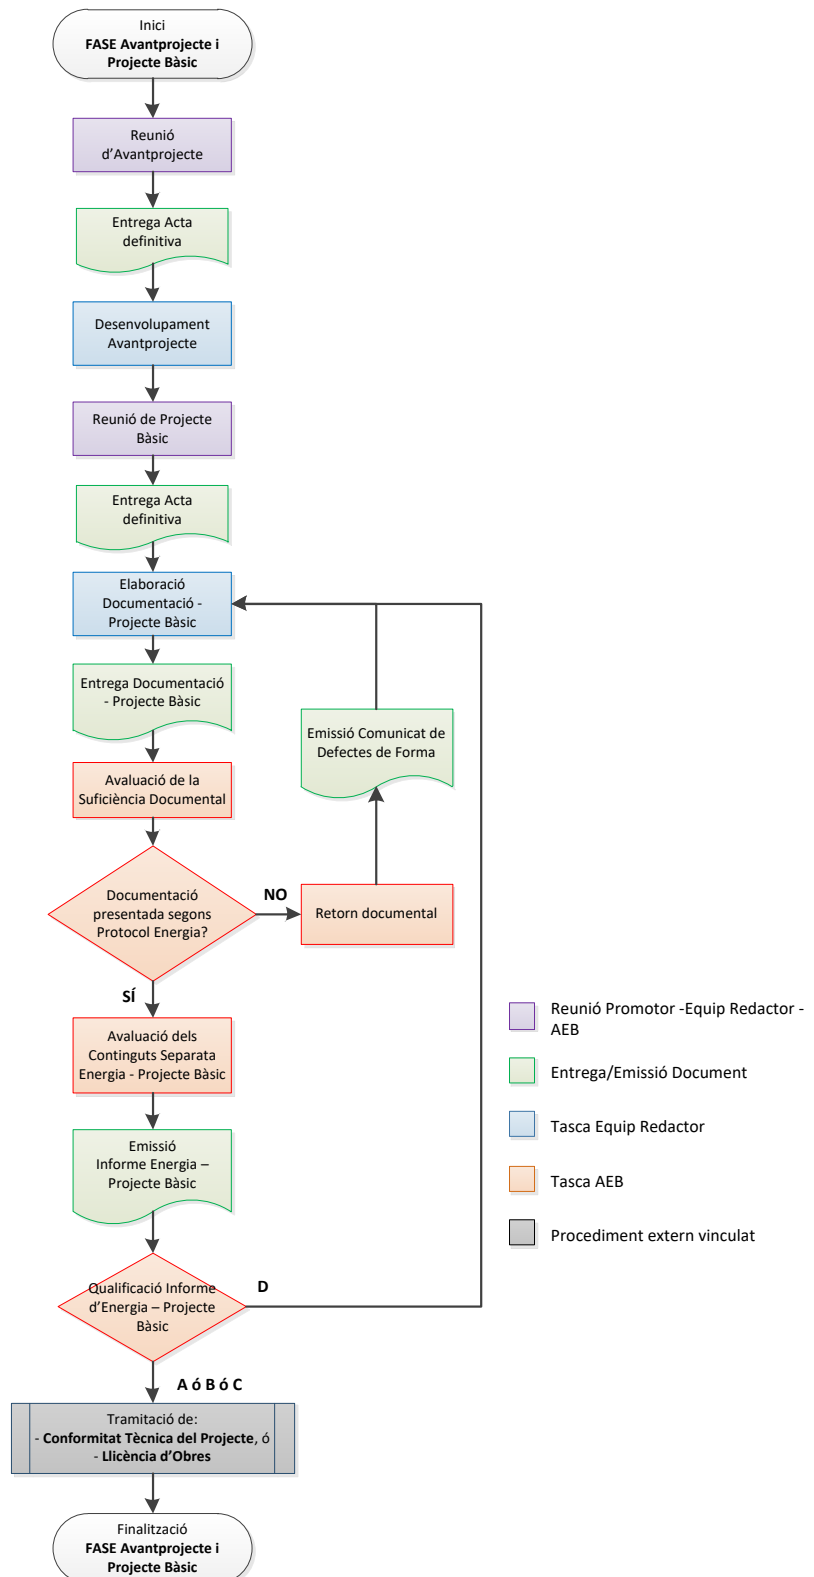 Inici
FASE Avantprojecte i
Projecte Bàsic
Reunió
d’Avantprojecte
Entrega Acta
definitiva
Desenvolupament
Avantprojecte
Reunió de Projecte
Bàsic
Entrega Acta
definitiva
Elaboració
Documentació -
Projecte Bàsic
Entrega Documentació
- Projecte Bàsic
Emissió Comunicat de
Defectes de Forma
Avaluació de la
Suficiència Documental
Documentació
presentada segons
Protocol Energia?
NO
Retorn documental
SÍ
Avaluació dels
Continguts Separata
Energia - Projecte Bàsic
Emissió
Informe Energia –
Projecte Bàsic
Qualificació Informe
d’Energia – Projecte
Bàsic
D
A ó B ó C
Tramitació de:
- Conformitat Tècnica del Projecte, ó
- Llicència d’Obres
Finalització
FASE Avantprojecte i
Projecte Bàsic
Reunió Promotor -Equip Redactor -
AEB
Entrega/Emissió Document
Tasca Equip Redactor
Tasca AEB
Procediment extern vinculat